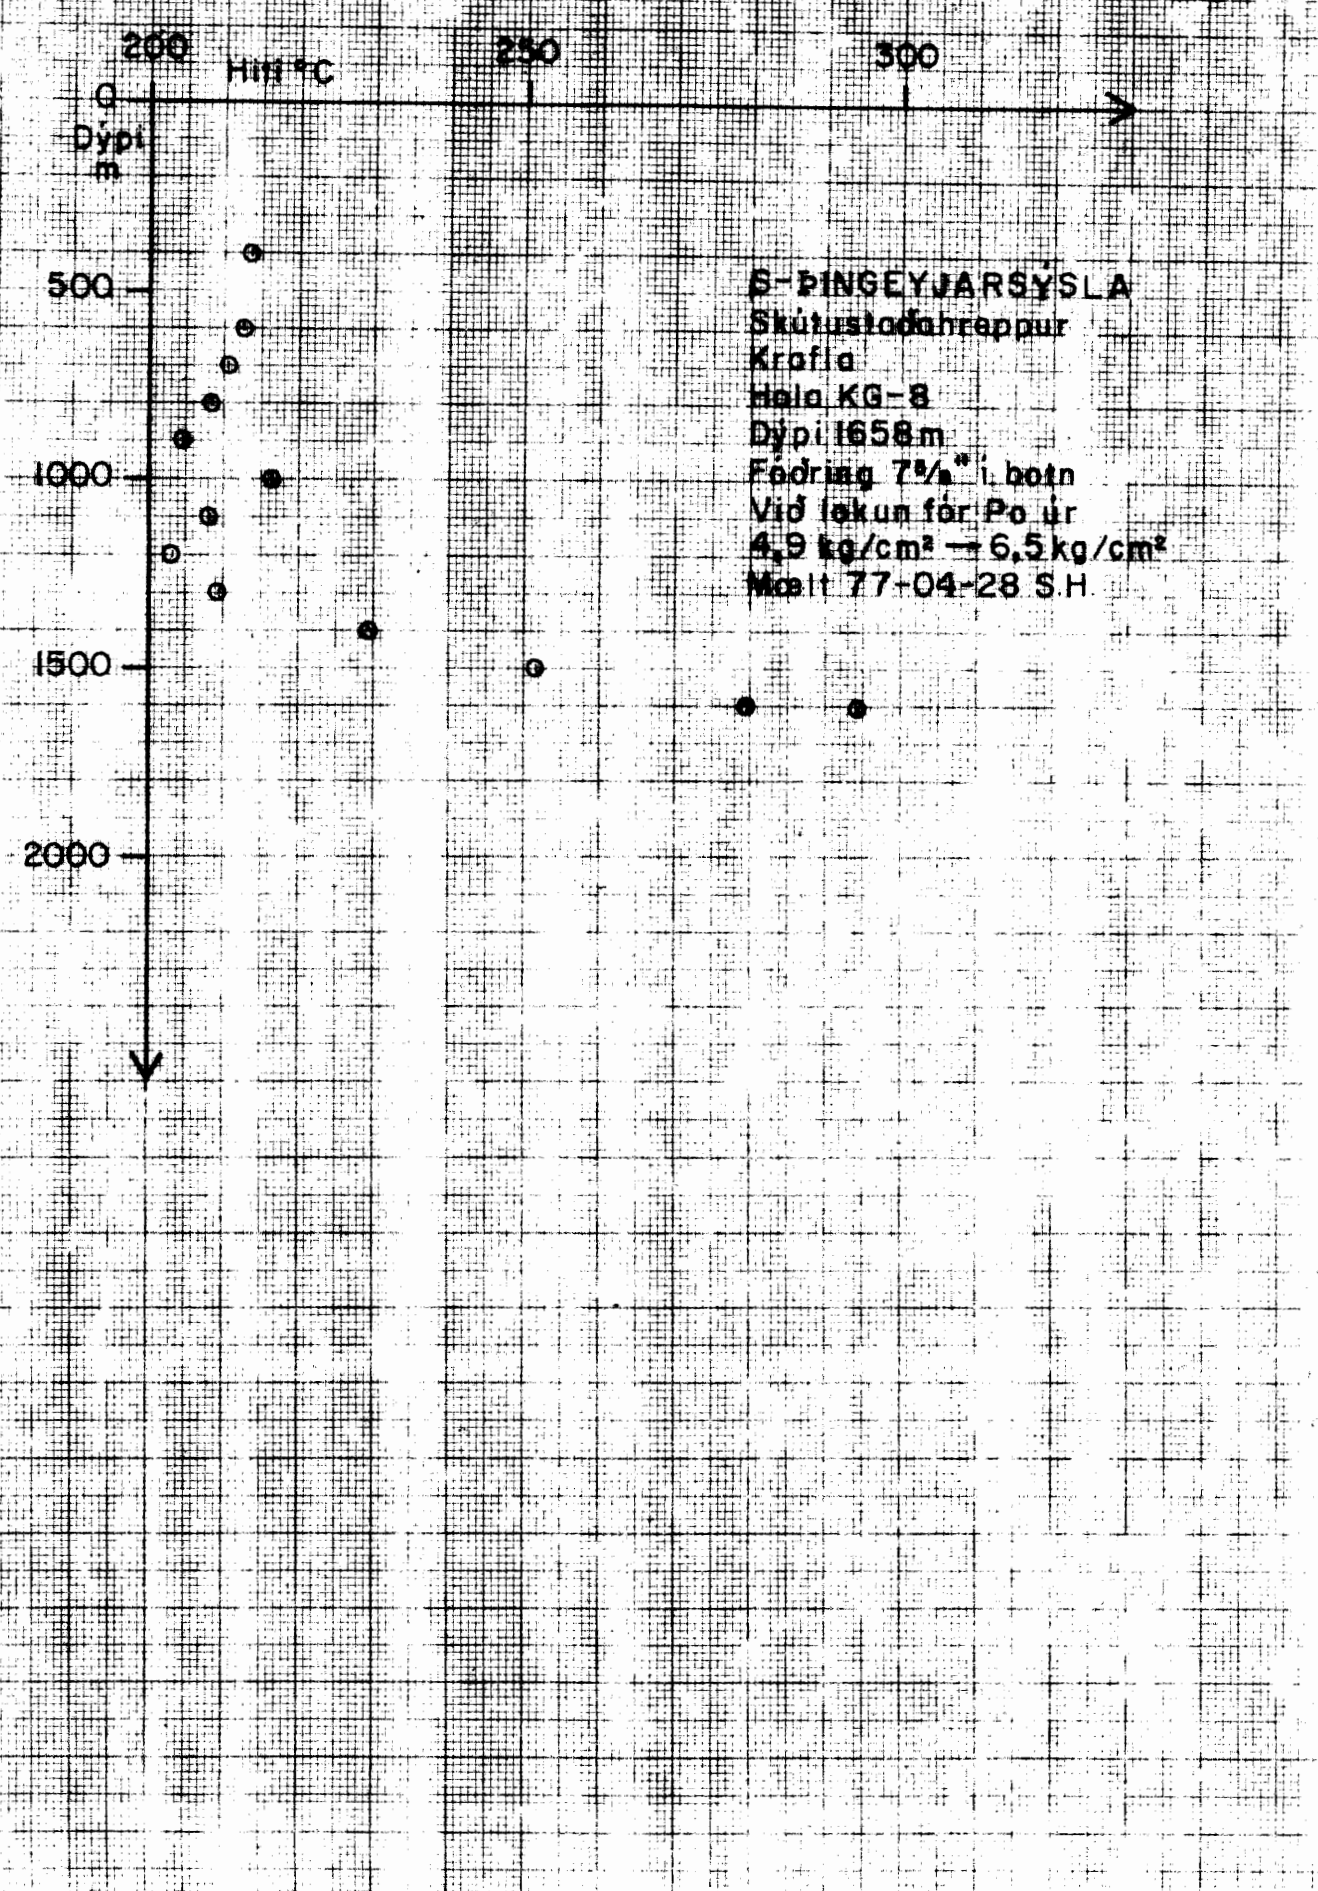 200 250 300
Hiti °C
0
Dýpi
m
500
1000
1500
2000
S-ÞINGEYJARSÝSLA
Skútustaðahreppur
Krafla
Hola KG-8
Dýpi 1658m
Fóðring 7⁵/₈" í botn
Við lokun fór Po úr
4,9 kg/cm² → 6,5 kg/cm²
Mælt 77-04-28 S.H.